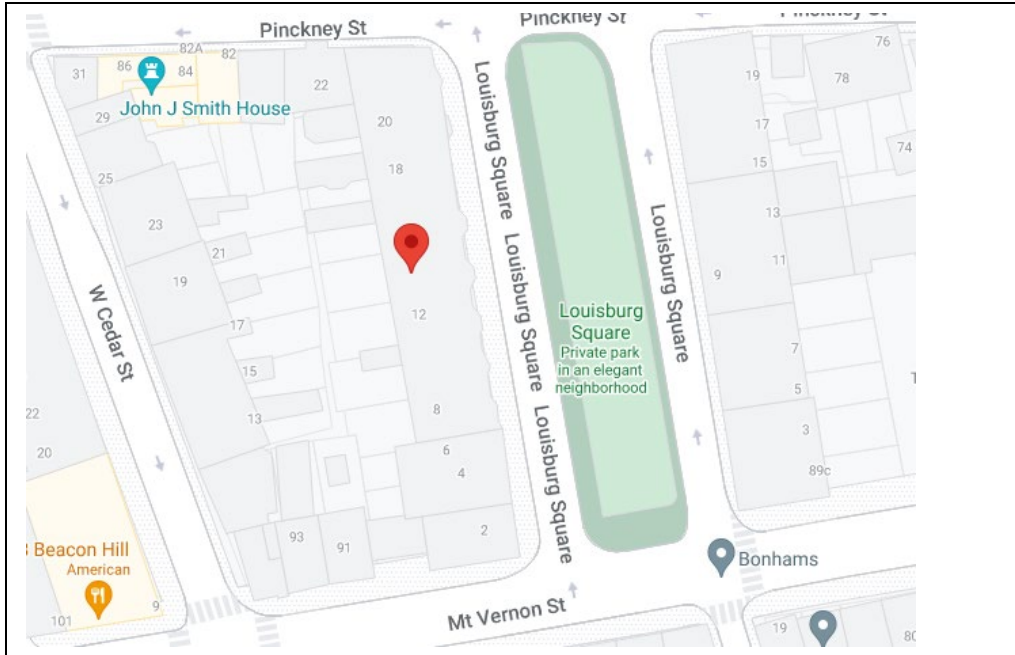 Pinckney St
Pinckney St
Pinckney St
82A
82
31
86
84
22
76
19
78
John J Smith House
29
20
17
74
18
15
25
23
13
21
11
9
19
12
17
7
15
5
13
8
3
6
4
89c
22
20
2
93
91
Louisburg Square
Louisburg Square
Louisburg Square
Louisburg Square
Louisburg
Square
Private park
in an elegant
neighborhood
W Cedar St
Beacon Hill
American
101
9
Mt Vernon St
Bonhams
19
80